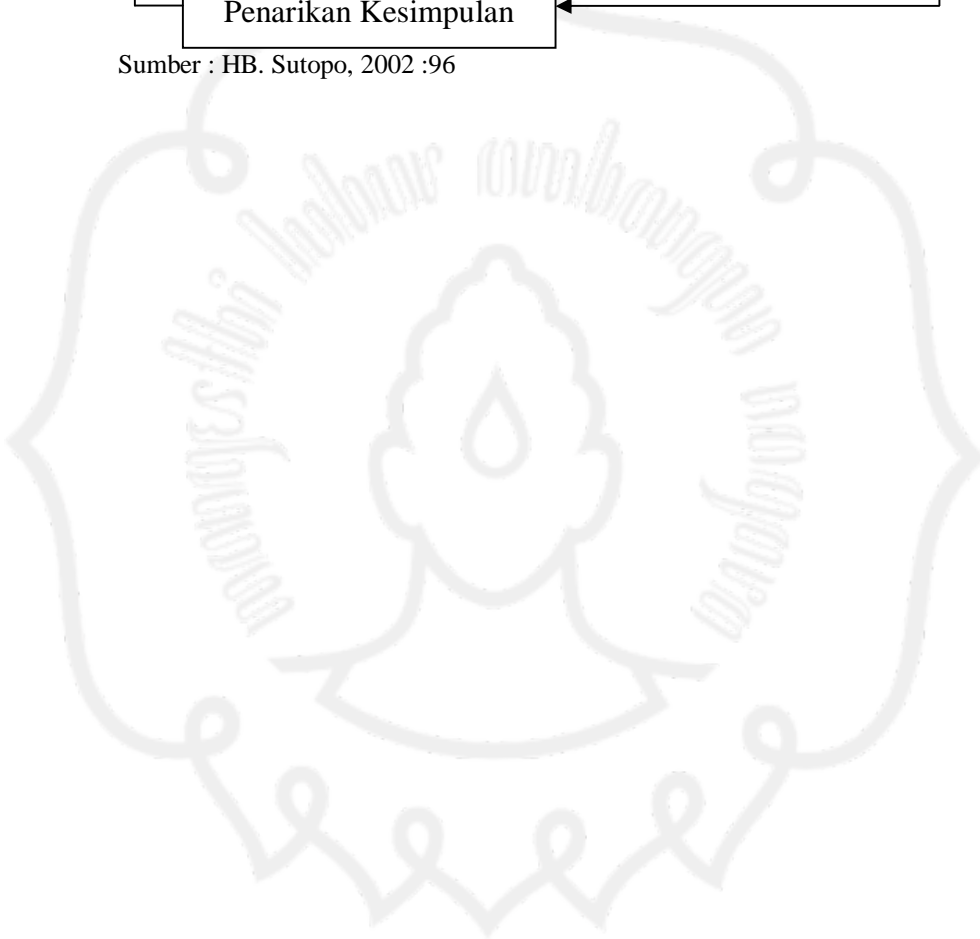 Penarikan Kesimpulan
Sumber : HB. Sutopo, 2002 :96